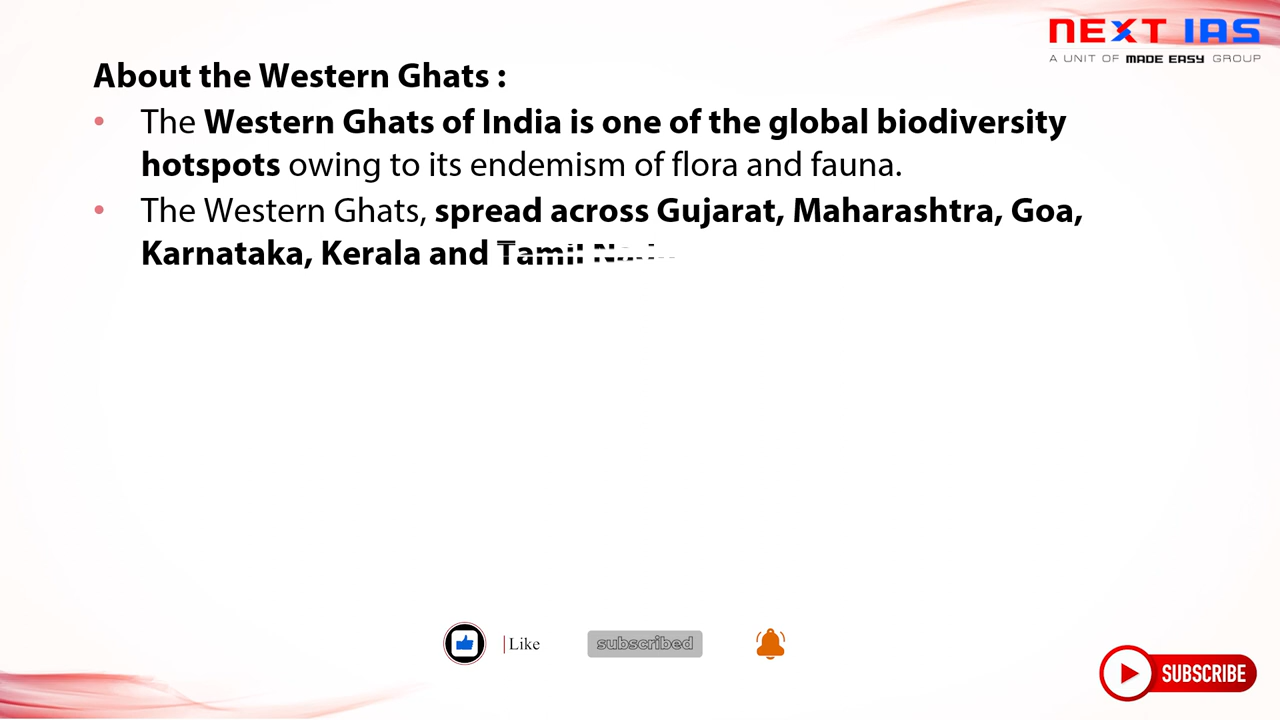 NEXT IAS
A UNIT OF MADE EASY GROUP
About the Western Ghats :
• The Western Ghats of India is one of the global biodiversity
hotspots owing to its endemism of flora and fauna.
• The Western Ghats, spread across Gujarat, Maharashtra, Goa,
Karnataka, Kerala and Tamil
Like
subscribed
SUBSCRIBE